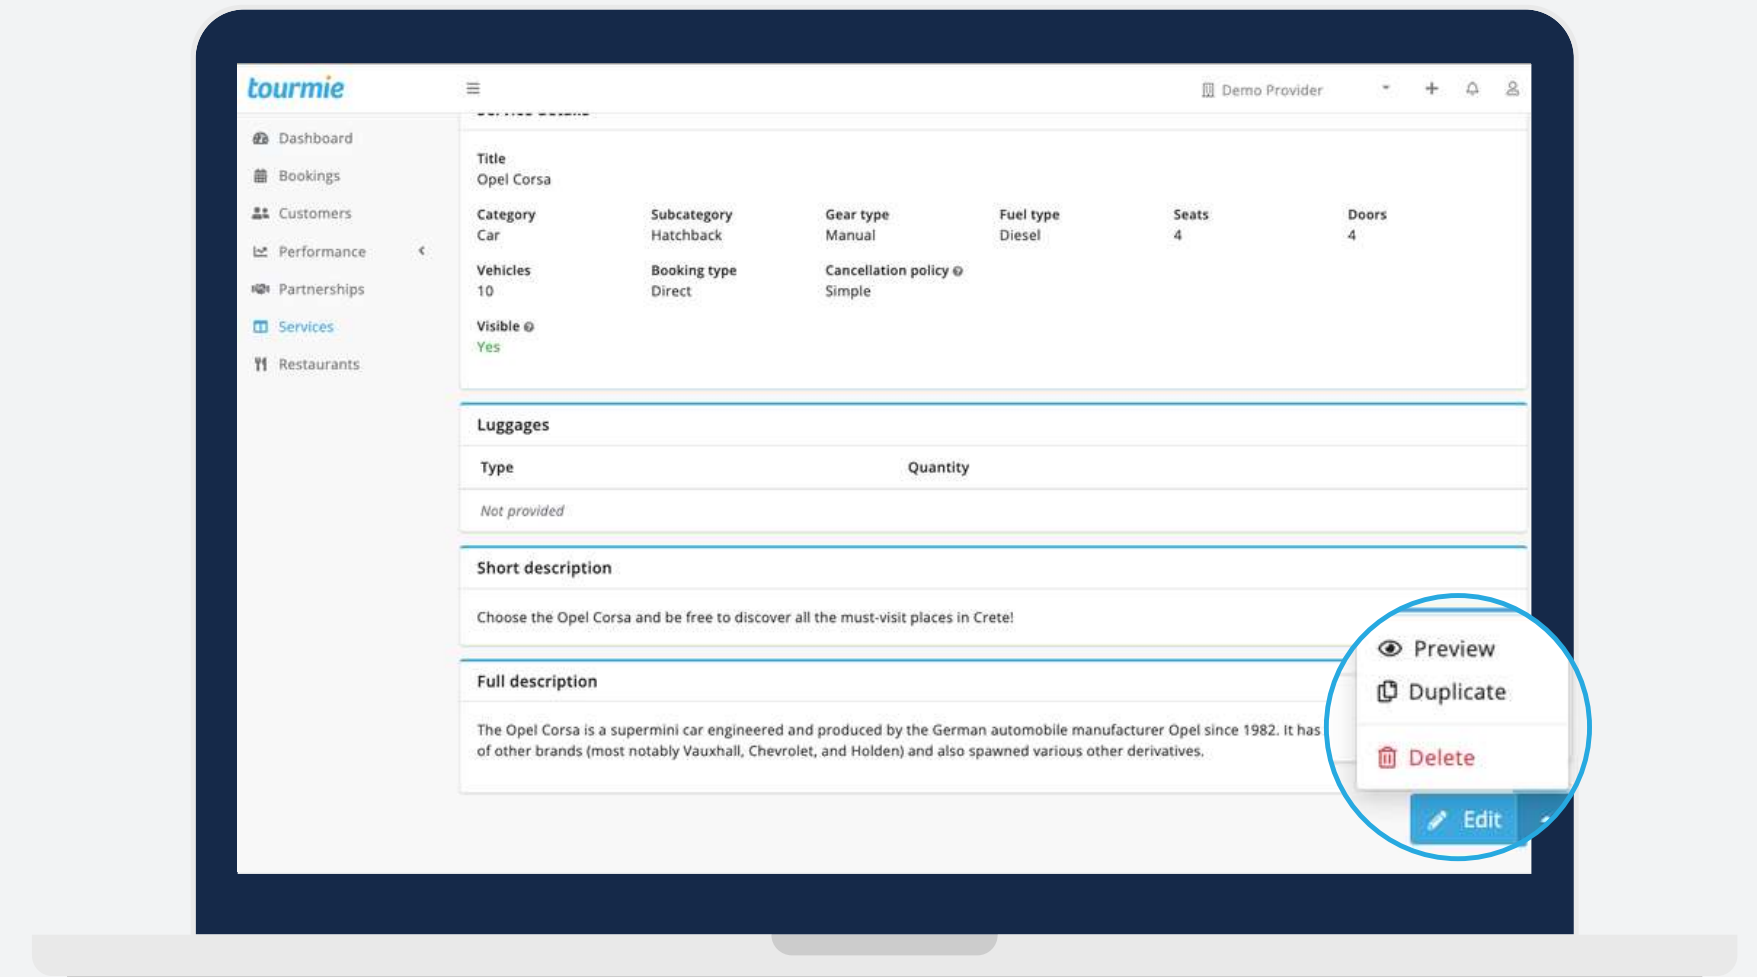 tourmie
Demo Provider
Dashboard
Bookings
Customers
Performance
Partnerships
Services
Restaurants
Service details
Title
Opel Corsa
Category Subcategory Gear type Fuel type Seats Doors
Car Hatchback Manual Diesel 4 4
Vehicles Booking type Cancellation policy
10 Direct Simple
Visible
Yes
Luggages
Type Quantity
Not provided
Short description
Choose the Opel Corsa and be free to discover all the must-visit places in Crete!
Full description
The Opel Corsa is a supermini car engineered and produced by the German automobile manufacturer Opel since 1982. It has
of other brands (most notably Vauxhall, Chevrolet, and Holden) and also spawned various other derivatives.
Preview
Duplicate
Delete
Edit